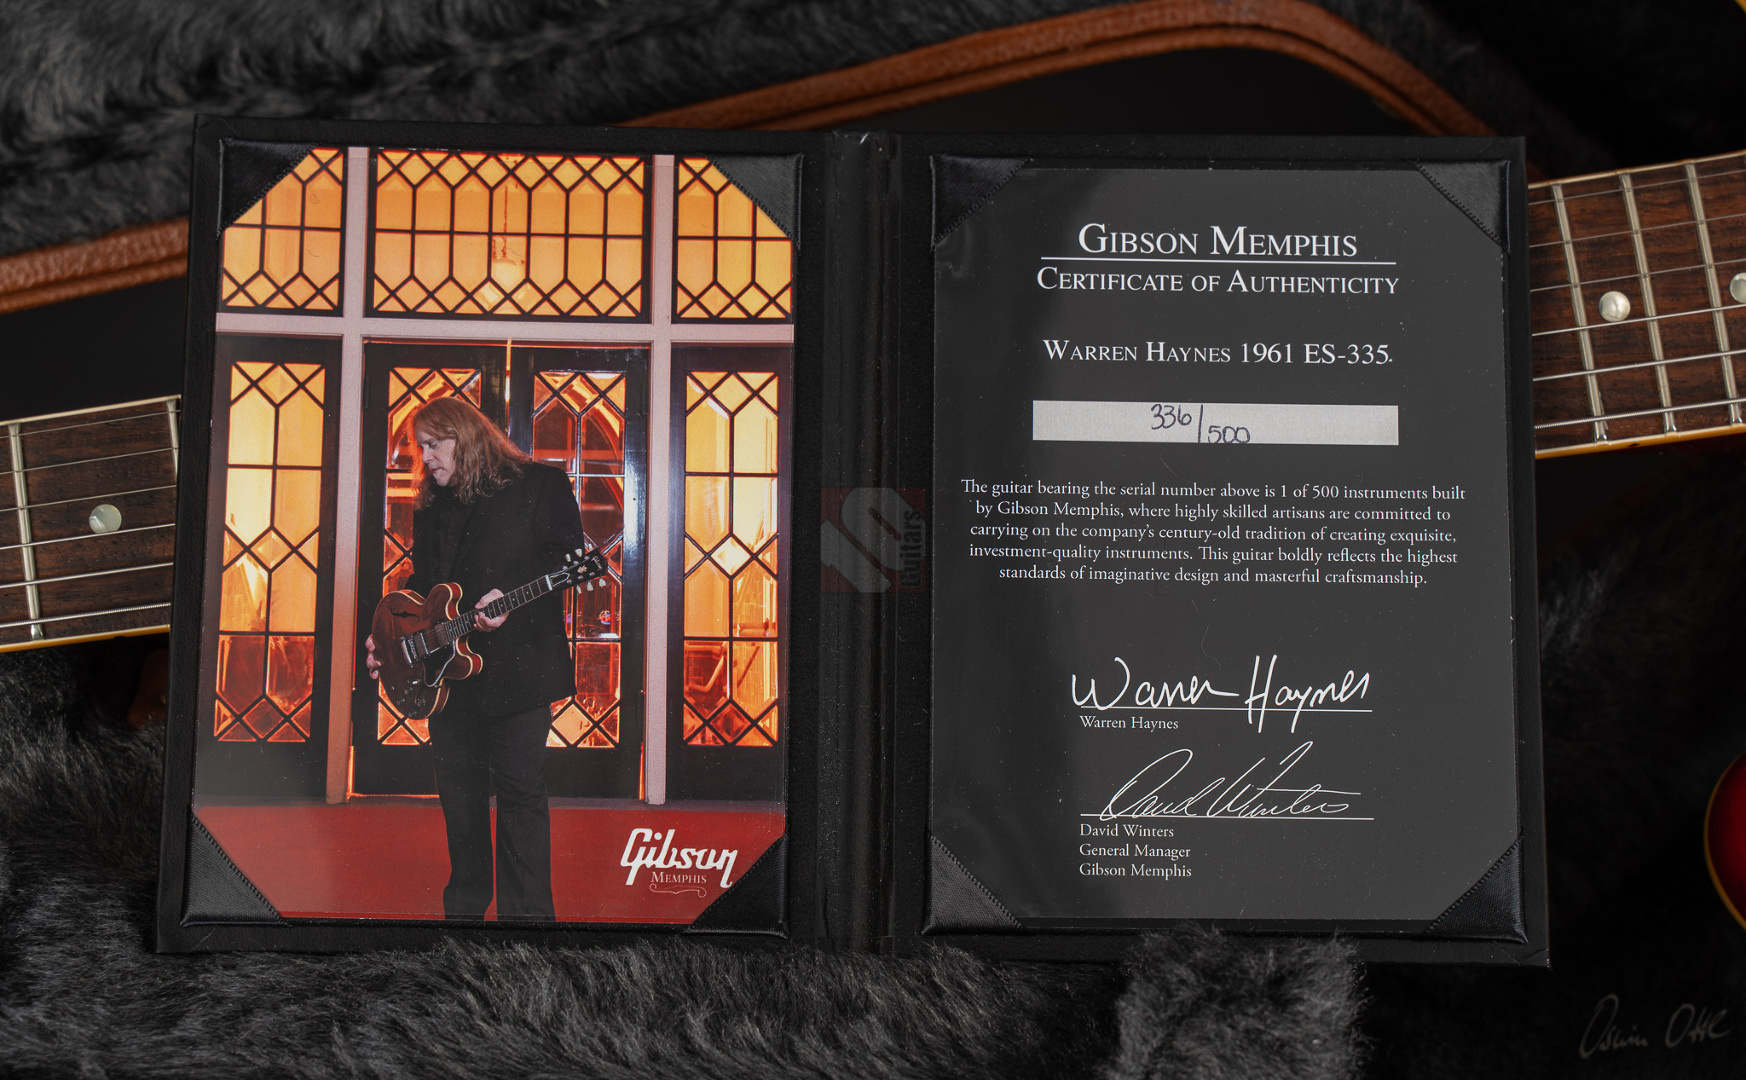 Gibson
MEMPHIS
GIBSON MEMPHIS
CERTIFICATE OF AUTHENTICITY
WARREN HAYNES 1961 ES-335
336/500
The guitar bearing the serial number above is 1 of 500 instruments built
by Gibson Memphis, where highly skilled artisans are committed to
carrying on the company's century-old tradition of creating exquisite,
investment-quality instruments. This guitar boldly reflects the highest
standards of imaginative design and masterful craftsmanship.
Warren Haynes
Warren Haynes
David Winters
David Winters
General Manager
Gibson Memphis
Guitars